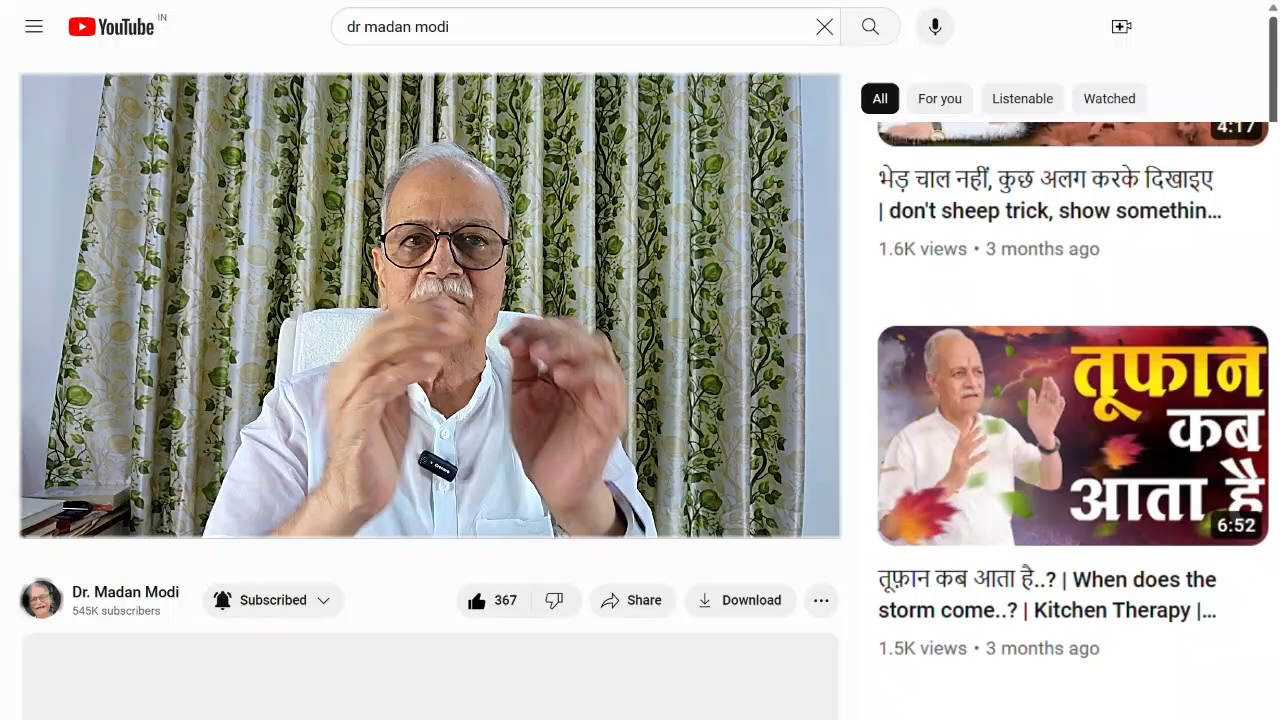 YouTube IN
dr madan modi
All
For you
Listenable
Watched
4:17
भेड़ चाल नहीं, कुछ अलग करके दिखाइए
| don't sheep trick, show somethin...
1.6K views • 3 months ago
तूफान
कब
आता है
6:52
तूफ़ान कब आता है..? | When does the
storm come..? | Kitchen Therapy |...
1.5K views • 3 months ago
Dr. Madan Modi
545K subscribers
Subscribed
367
Share
Download